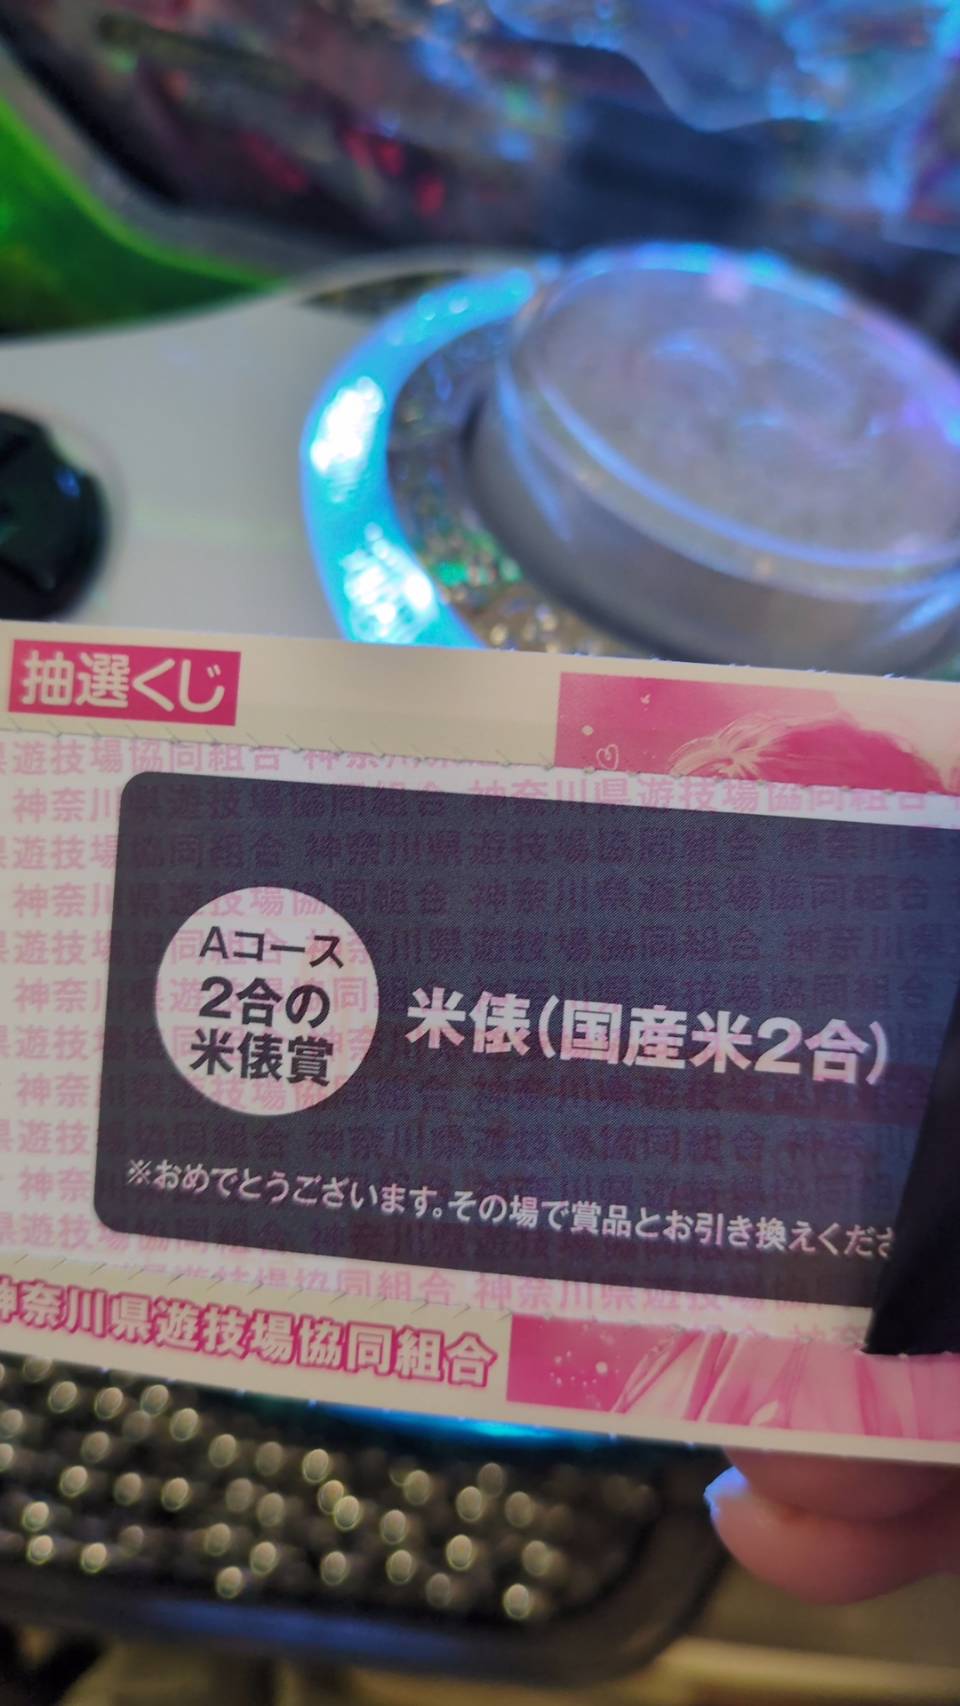 抽選くじ
Aコース
2合の
米俵賞
米俵(国産米2合)
※おめでとうございます。その場で賞品とお引き換えくださ
神奈川県遊技場協同組合